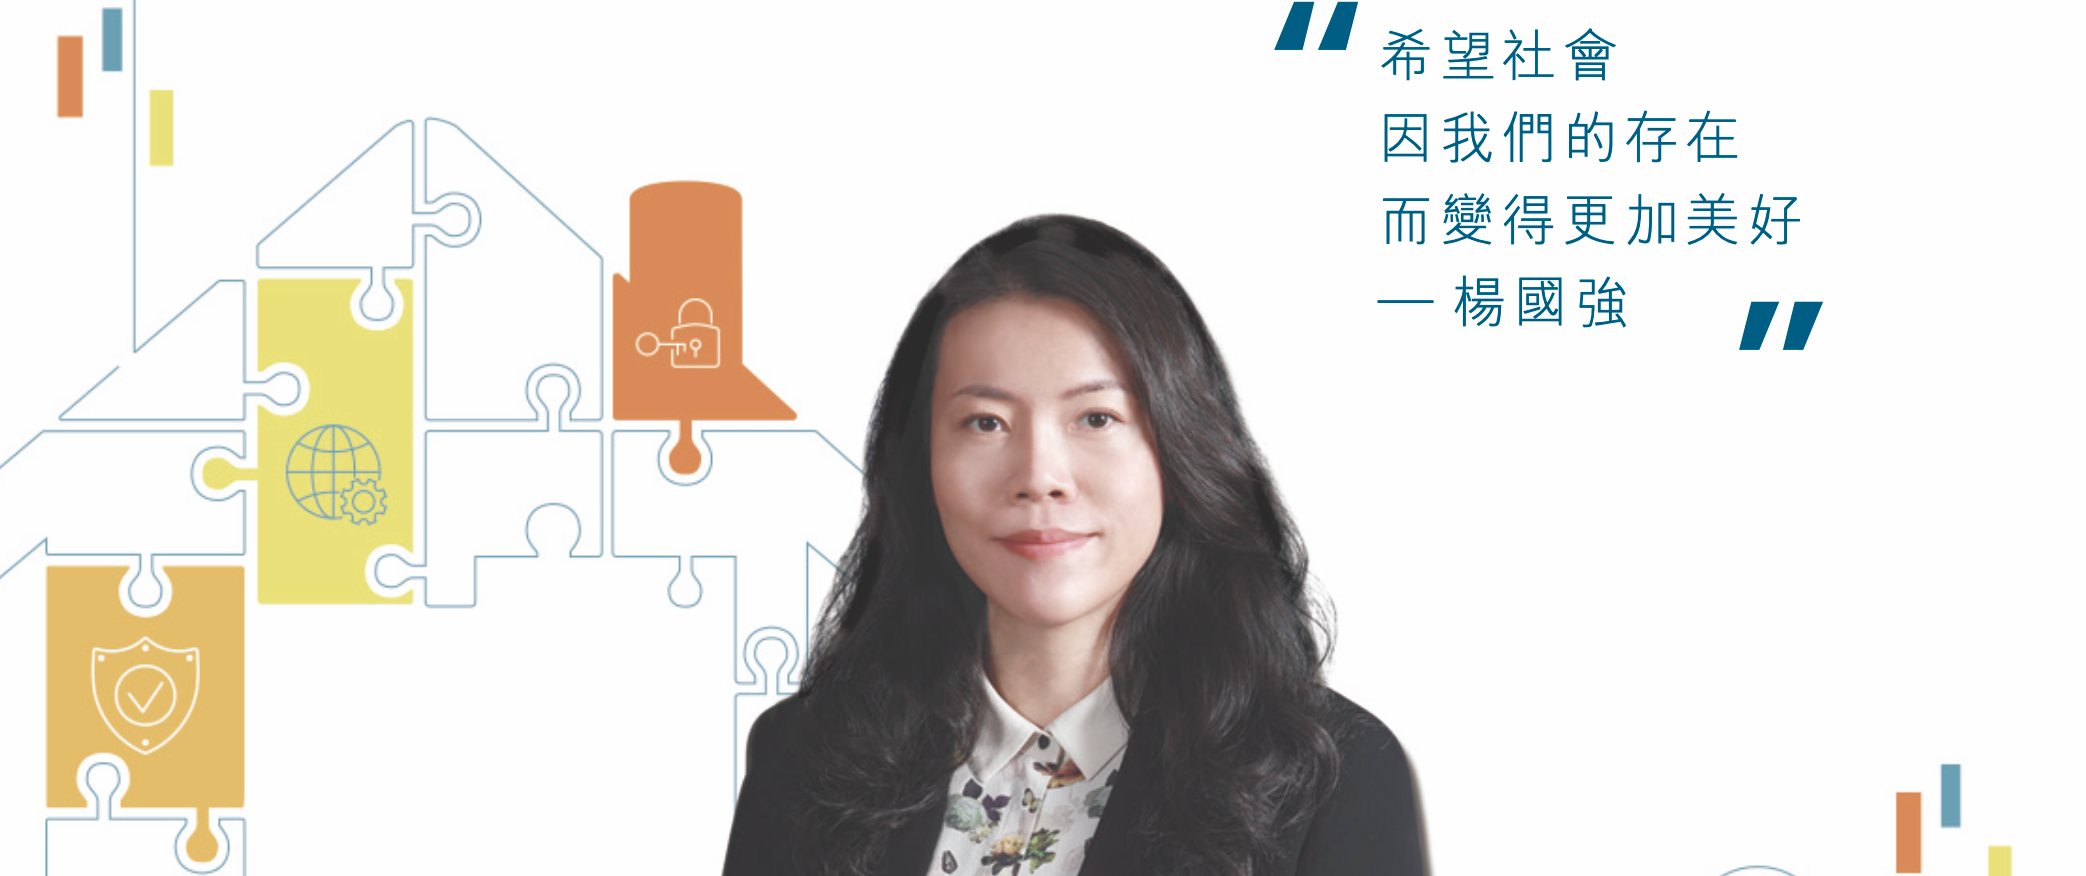 希望社會
因我們的存在
而變得更加美好
— 楊國強